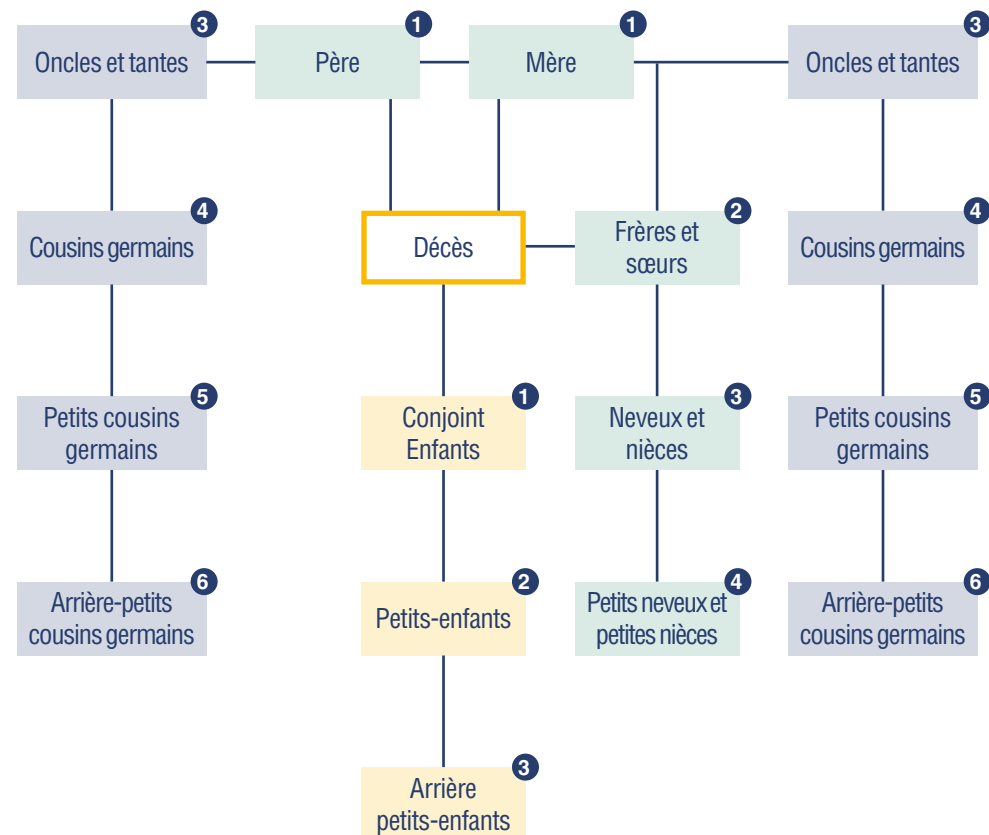 3
1
1
3
Oncles et tantes
Père
Mère
Oncles et tantes
4
2
4
Cousins germains
Décès
Frères et
sœurs
Cousins germains
5
1
3
5
Petits cousins
germains
Conjoint
Enfants
Neveux et
nièces
Petits cousins
germains
6
2
4
6
Arrière-petits
cousins germains
Petits-enfants
Petits neveux et
petites nièces
Arrière-petits
cousins germains
3
Arrière
petits-enfants